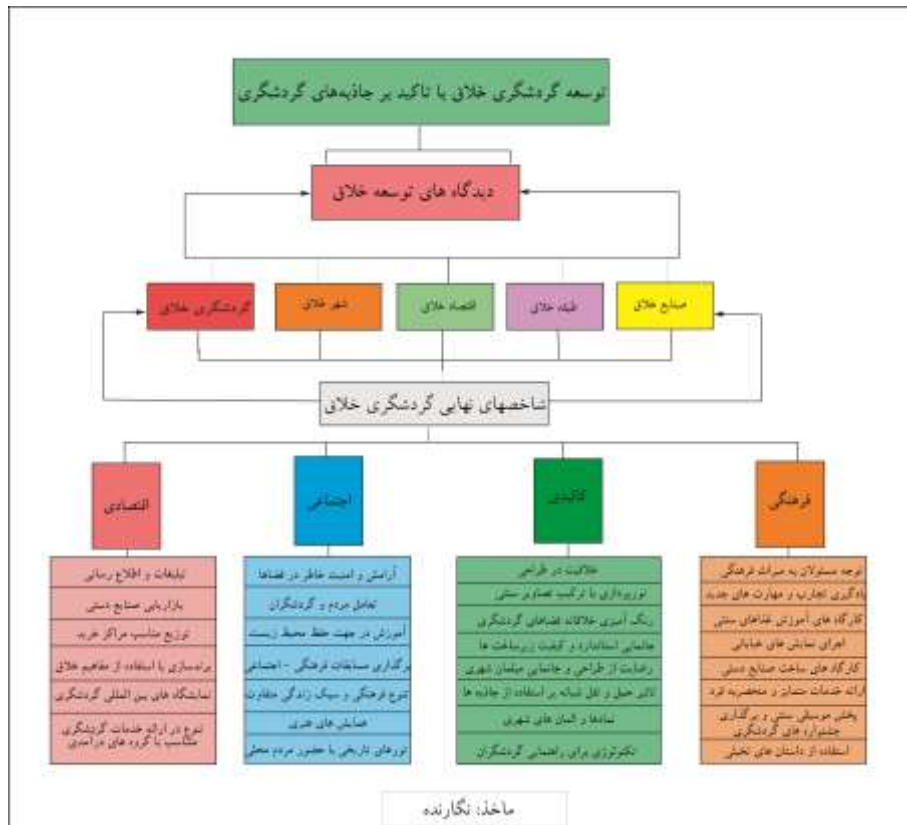 توسعه گردشگری خلاق با تاکید بر جاذبه‌های گردشگری
دیدگاه های توسعه خلاق
صنایع خلاق
طبقه خلاق
اقتصاد خلاق
شهر خلاق
گردشگری خلاق
شاخصهای نهایی گردشگری خلاق
فرهنگی
توجه مسئولان به میراث فرهنگی
یادگیری تجارب و مهارت های جدید
کارگاه های آموزش غذاهای سنتی
اجرای نمایش های خیابانی
کارگاه های ساخت صنایع دستی
ارائه خدمات متمایز و منحصربه فرد
پخش موسیقی سنتی و برگذاری
جشنواره های گردشگری
استفاده از داستان های تخیلی
کالبدی
خلاقیت در طراحی
نورپردازی با ترکیب تصاویر سنتی
رنگ آمیزی خلاقانه فضاهای گردشگری
جانمایی استاندارد و کیفیت زیرساخت ها
رضایت از طراحی و جانمایی مبلمان شهری
تاثیر حمل و نقل شبانه بر استفاده از جاذبه ها
نمادها و المان های شهری
تکنولوژی برای راهنمایی گردشگران
اجتماعی
آرامش و امنیت خاطر در فضاها
تعامل مردم و گردشگران
آموزش در جهت حفظ محیط زیست
برگذاری مسابقات فرهنگی - اجتماعی
تنوع فرهنگی و سبک زندگی متفاوت
همایش های هنری
تورهای تاریخی با حضور مردم محلی
اقتصادی
تبلیغات و اطلاع رسانی
بازاریابی صنایع دستی
توزیع مناسب مراکز خرید
برندسازی با استفاده از مفاهیم خلاق
نمایشگاه های بین المللی گردشگری
تنوع در ارائه خدمات گردشگری
متناسب با گروه های درآمدی
ماخذ: نگارنده